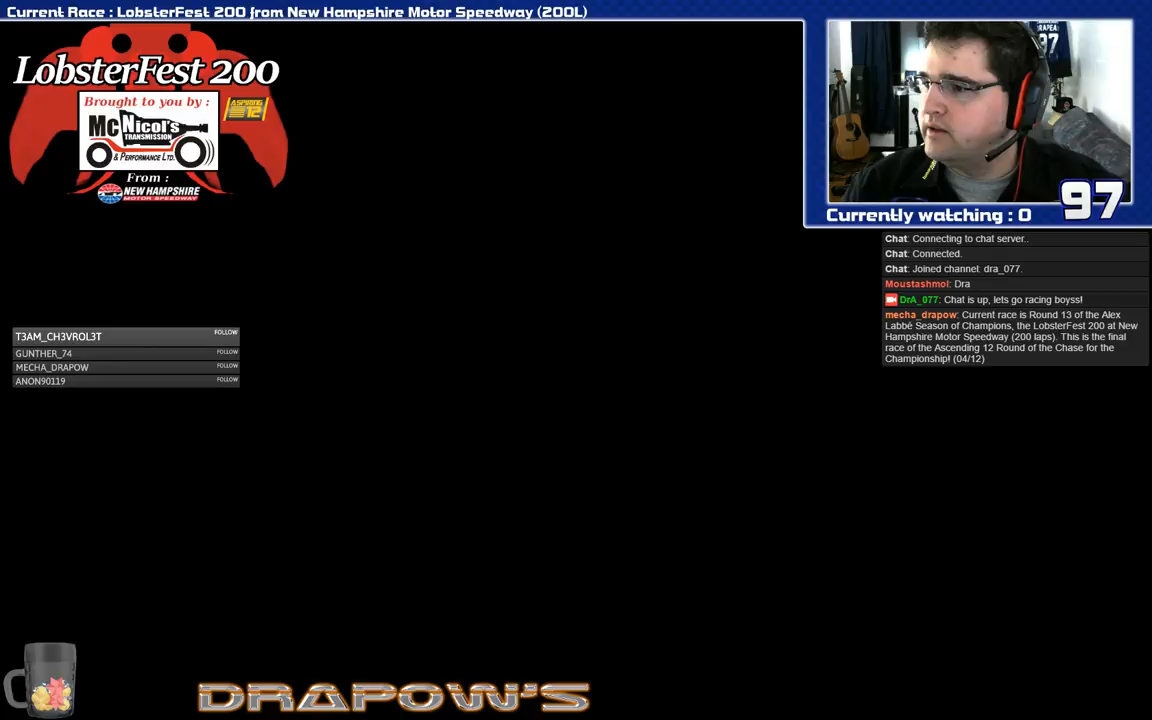 Current Race : LobsterFest 200 from New Hampshire Motor Speedway (200L)
LobsterFest 200
Brought to you by :
ASPIRING
12
McNicol's
TRANSMISSION
& PERFORMANCE LTD.
From :
NEW HAMPSHIRE
MOTOR SPEEDWAY
97
97
Currently watching : 0
Chat: Connecting to chat server..
Chat: Connected.
Chat: Joined channel: dra_077.
Moustashmol: Dra
DrA_077: Chat is up, lets go racing boyss!
mecha_drapow: Current race is Round 13 of the Alex
Labbé Season of Champions, the LobsterFest 200 at New
Hampshire Motor Speedway (200 laps). This is the final
race of the Ascending 12 Round of the Chase for the
Championship! (04/12)
T3AM_CH3VROL3T FOLLOW
GUNTHER_74 FOLLOW
MECHA_DRAPOW FOLLOW
ANON90119 FOLLOW
DRAPOW'S